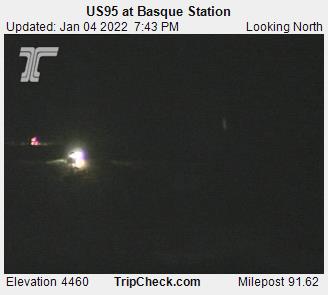 US95 at Basque Station
Updated: Jan 04 2022 7:43 PM Looking North
Elevation 4460 TripCheck.com Milepost 91.62